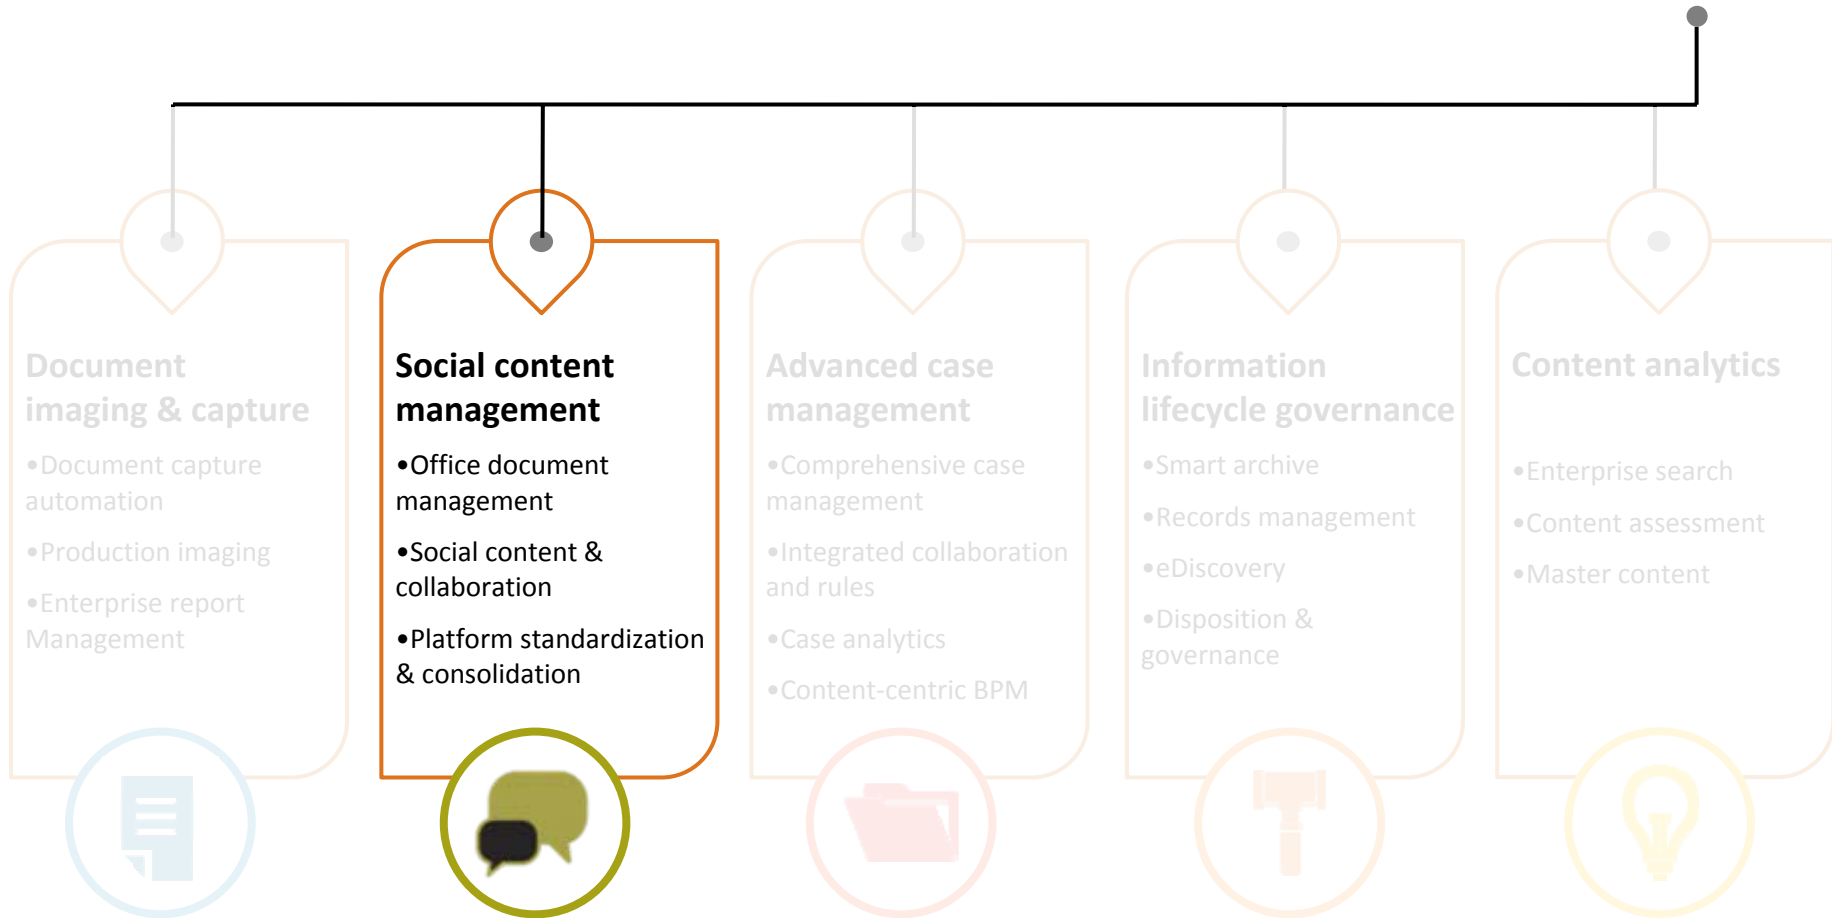 Document
imaging & capture
•Document capture
automation
•Production imaging
•Enterprise report
Management
Social content
management
•Office document
management
•Social content &
collaboration
•Platform standardization
& consolidation
Advanced case
management
•Comprehensive case
management
•Integrated collaboration
and rules
•Case analytics
•Content-centric BPM
Information
lifecycle governance
•Smart archive
•Records management
•eDiscovery
•Disposition &
governance
Content analytics
•Enterprise search
•Content assessment
•Master content